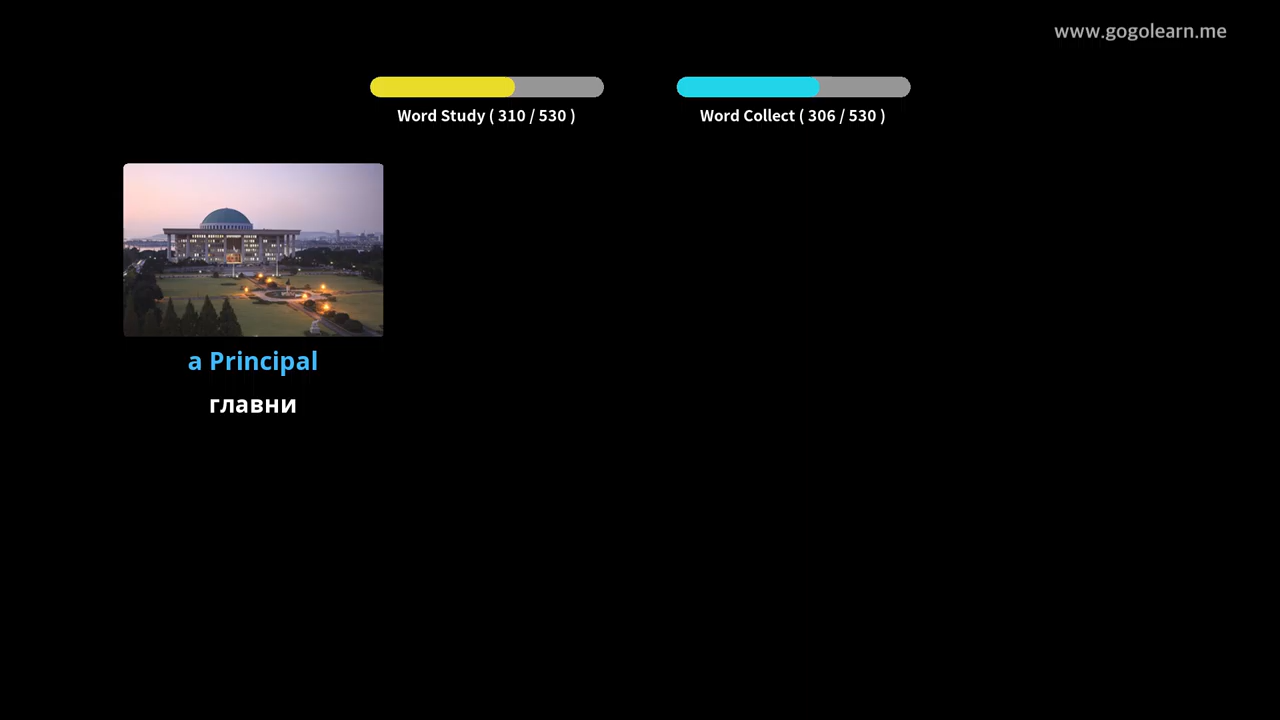 www.gogolearn.me
Word Study ( 310 / 530 )
Word Collect ( 306 / 530 )
a Principal
главни